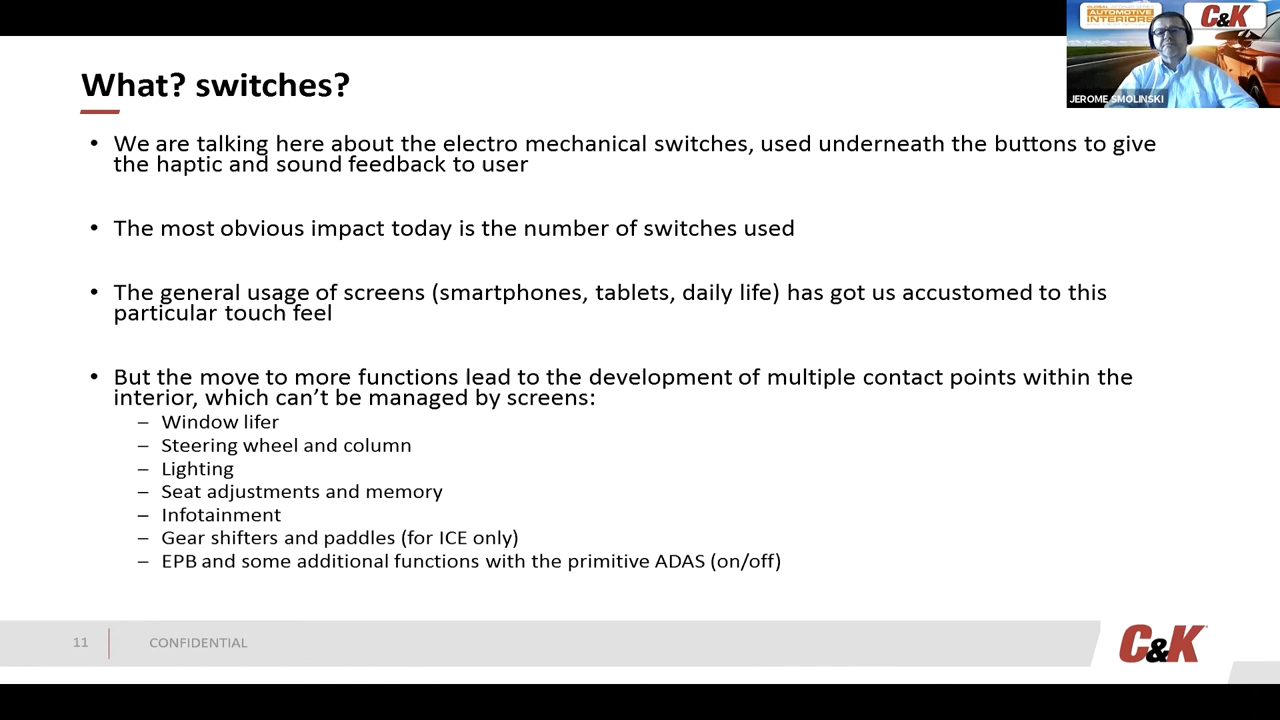 What? switches?
• We are talking here about the electro mechanical switches, used underneath the buttons to give
the haptic and sound feedback to user
• The most obvious impact today is the number of switches used
• The general usage of screens (smartphones, tablets, daily life) has got us accustomed to this
particular touch feel
• But the move to more functions lead to the development of multiple contact points within the
interior, which can’t be managed by screens:
– Window lifer
– Steering wheel and column
– Lighting
– Seat adjustments and memory
– Infotainment
– Gear shifters and paddles (for ICE only)
– EPB and some additional functions with the primitive ADAS (on/off)
11
CONFIDENTIAL
C&K
AUTOMOTIVE
INTERIORS
C&K
JEROME SMOLINSKI